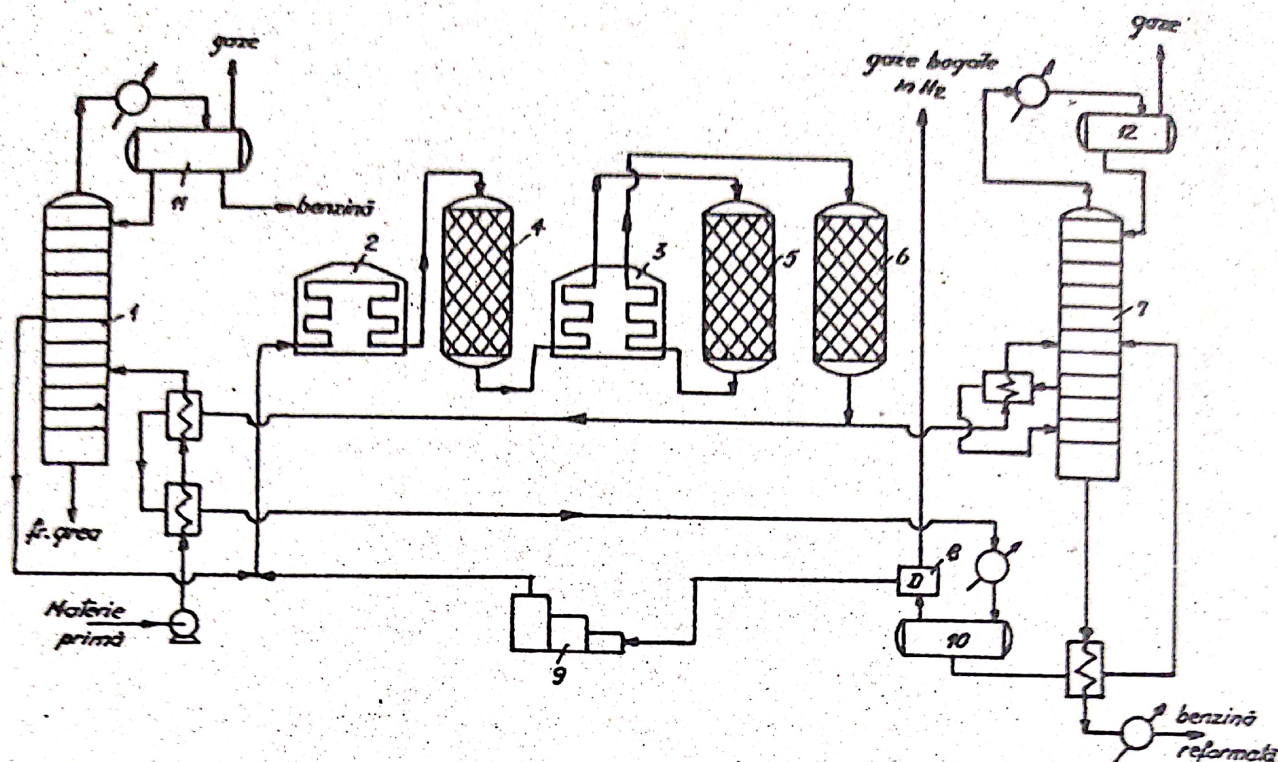 gaze
gaze
gaze bogate
in H2
11
benzină
12
1
2
3
4
5
6
7
fr. grea
Materie
primă
D
8
9
10
benzină
reformată